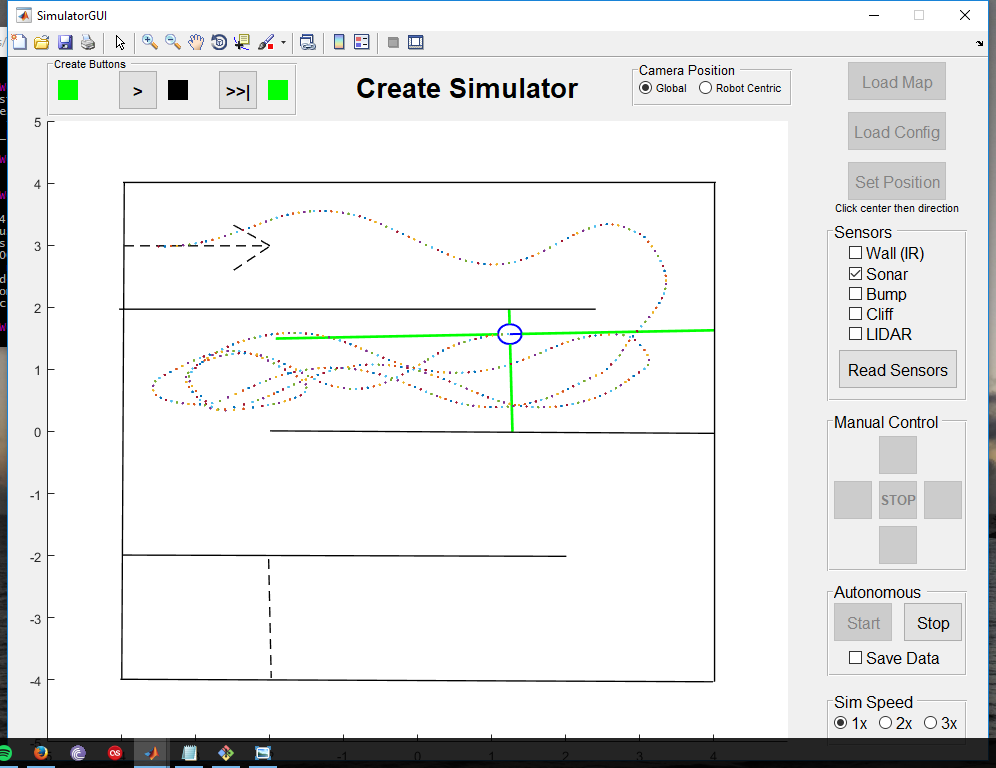 SimulatorGUI
Create Buttons
>
>>|
Create Simulator
Camera Position
Global
Robot Centric
Load Map
Load Config
Set Position
Click center then direction
Sensors
Wall (IR)
Sonar
Bump
Cliff
LIDAR
Read Sensors
Manual Control
STOP
Autonomous
Start
Stop
Save Data
Sim Speed
1x
2x
3x
5
4
3
2
1
0
-1
-2
-3
-4
-1
0
1
2
3
4